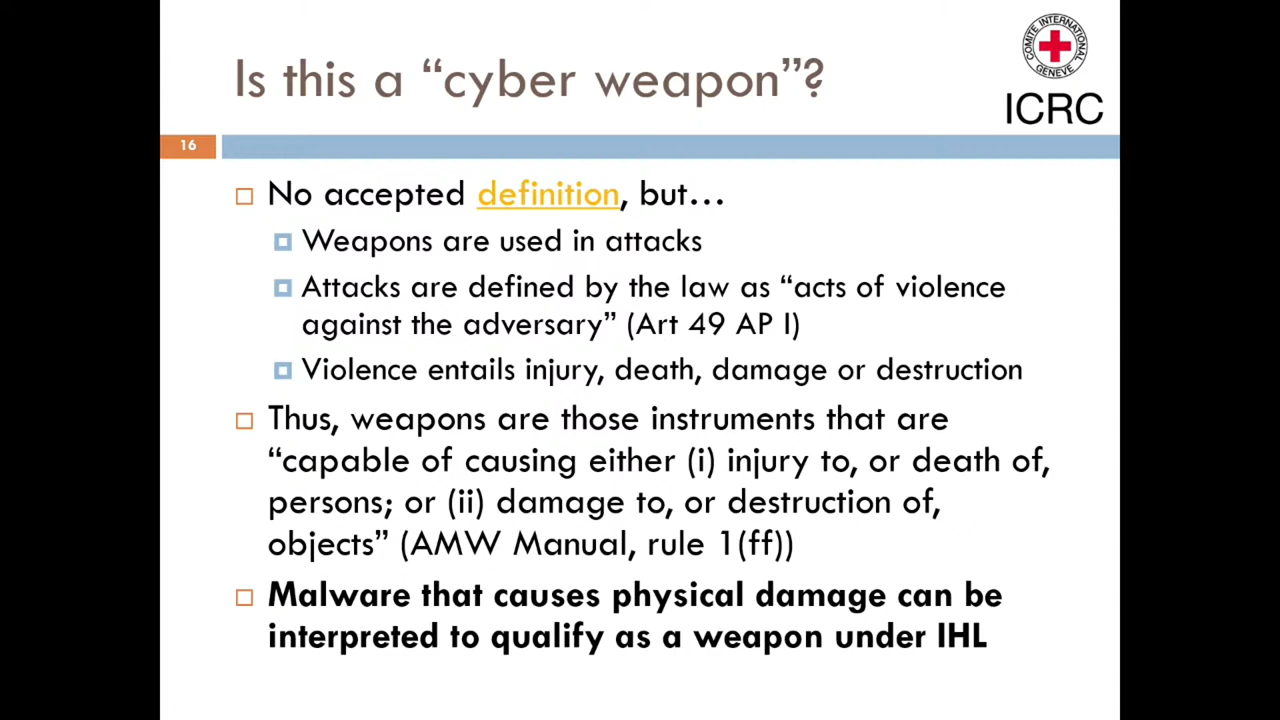 Is this a “cyber weapon”?
COMITE INTERNATIONAL
GENEVE
ICRC
16
No accepted definition, but…
Weapons are used in attacks
Attacks are defined by the law as “acts of violence
against the adversary” (Art 49 AP I)
Violence entails injury, death, damage or destruction
Thus, weapons are those instruments that are
“capable of causing either (i) injury to, or death of,
persons; or (ii) damage to, or destruction of,
objects” (AMW Manual, rule 1(ff))
Malware that causes physical damage can be
interpreted to qualify as a weapon under IHL